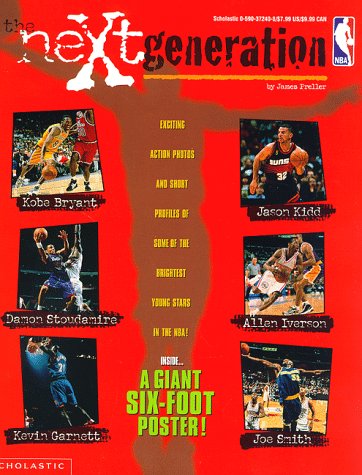 Scholastic 0-590-37240-X/$7.99 US/$9.99 CAN
the
neXt generation
NBA
by James Preller
EXCITING
ACTION PHOTOS
AND SHORT
PROFILES OF
SOME OF THE
BRIGHTEST
YOUNG STARS
IN THE NBA!
INSIDE...
A GIANT
SIX-FOOT
POSTER!
Kobe Bryant
Damon Stoudamire
Kevin Garnett
SUNS
32
Jason Kidd
Allen Iverson
Joe Smith
SCHOLASTIC